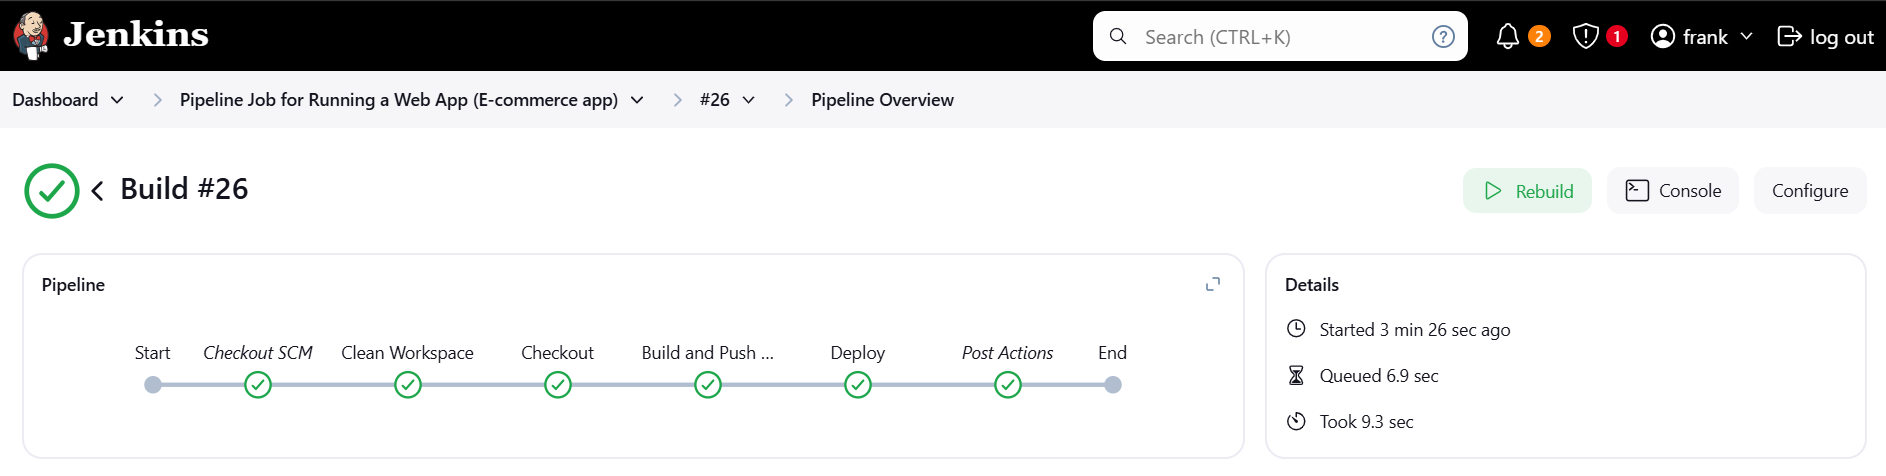 Jenkins
Search (CTRL+K)
?
2
1
frank
log out
Dashboard
Pipeline Job for Running a Web App (E-commerce app)
#26
Pipeline Overview
Build #26
Rebuild
Console
Configure
Pipeline
Start
Checkout SCM
Clean Workspace
Checkout
Build and Push ...
Deploy
Post Actions
End
Details
Started 3 min 26 sec ago
Queued 6.9 sec
Took 9.3 sec